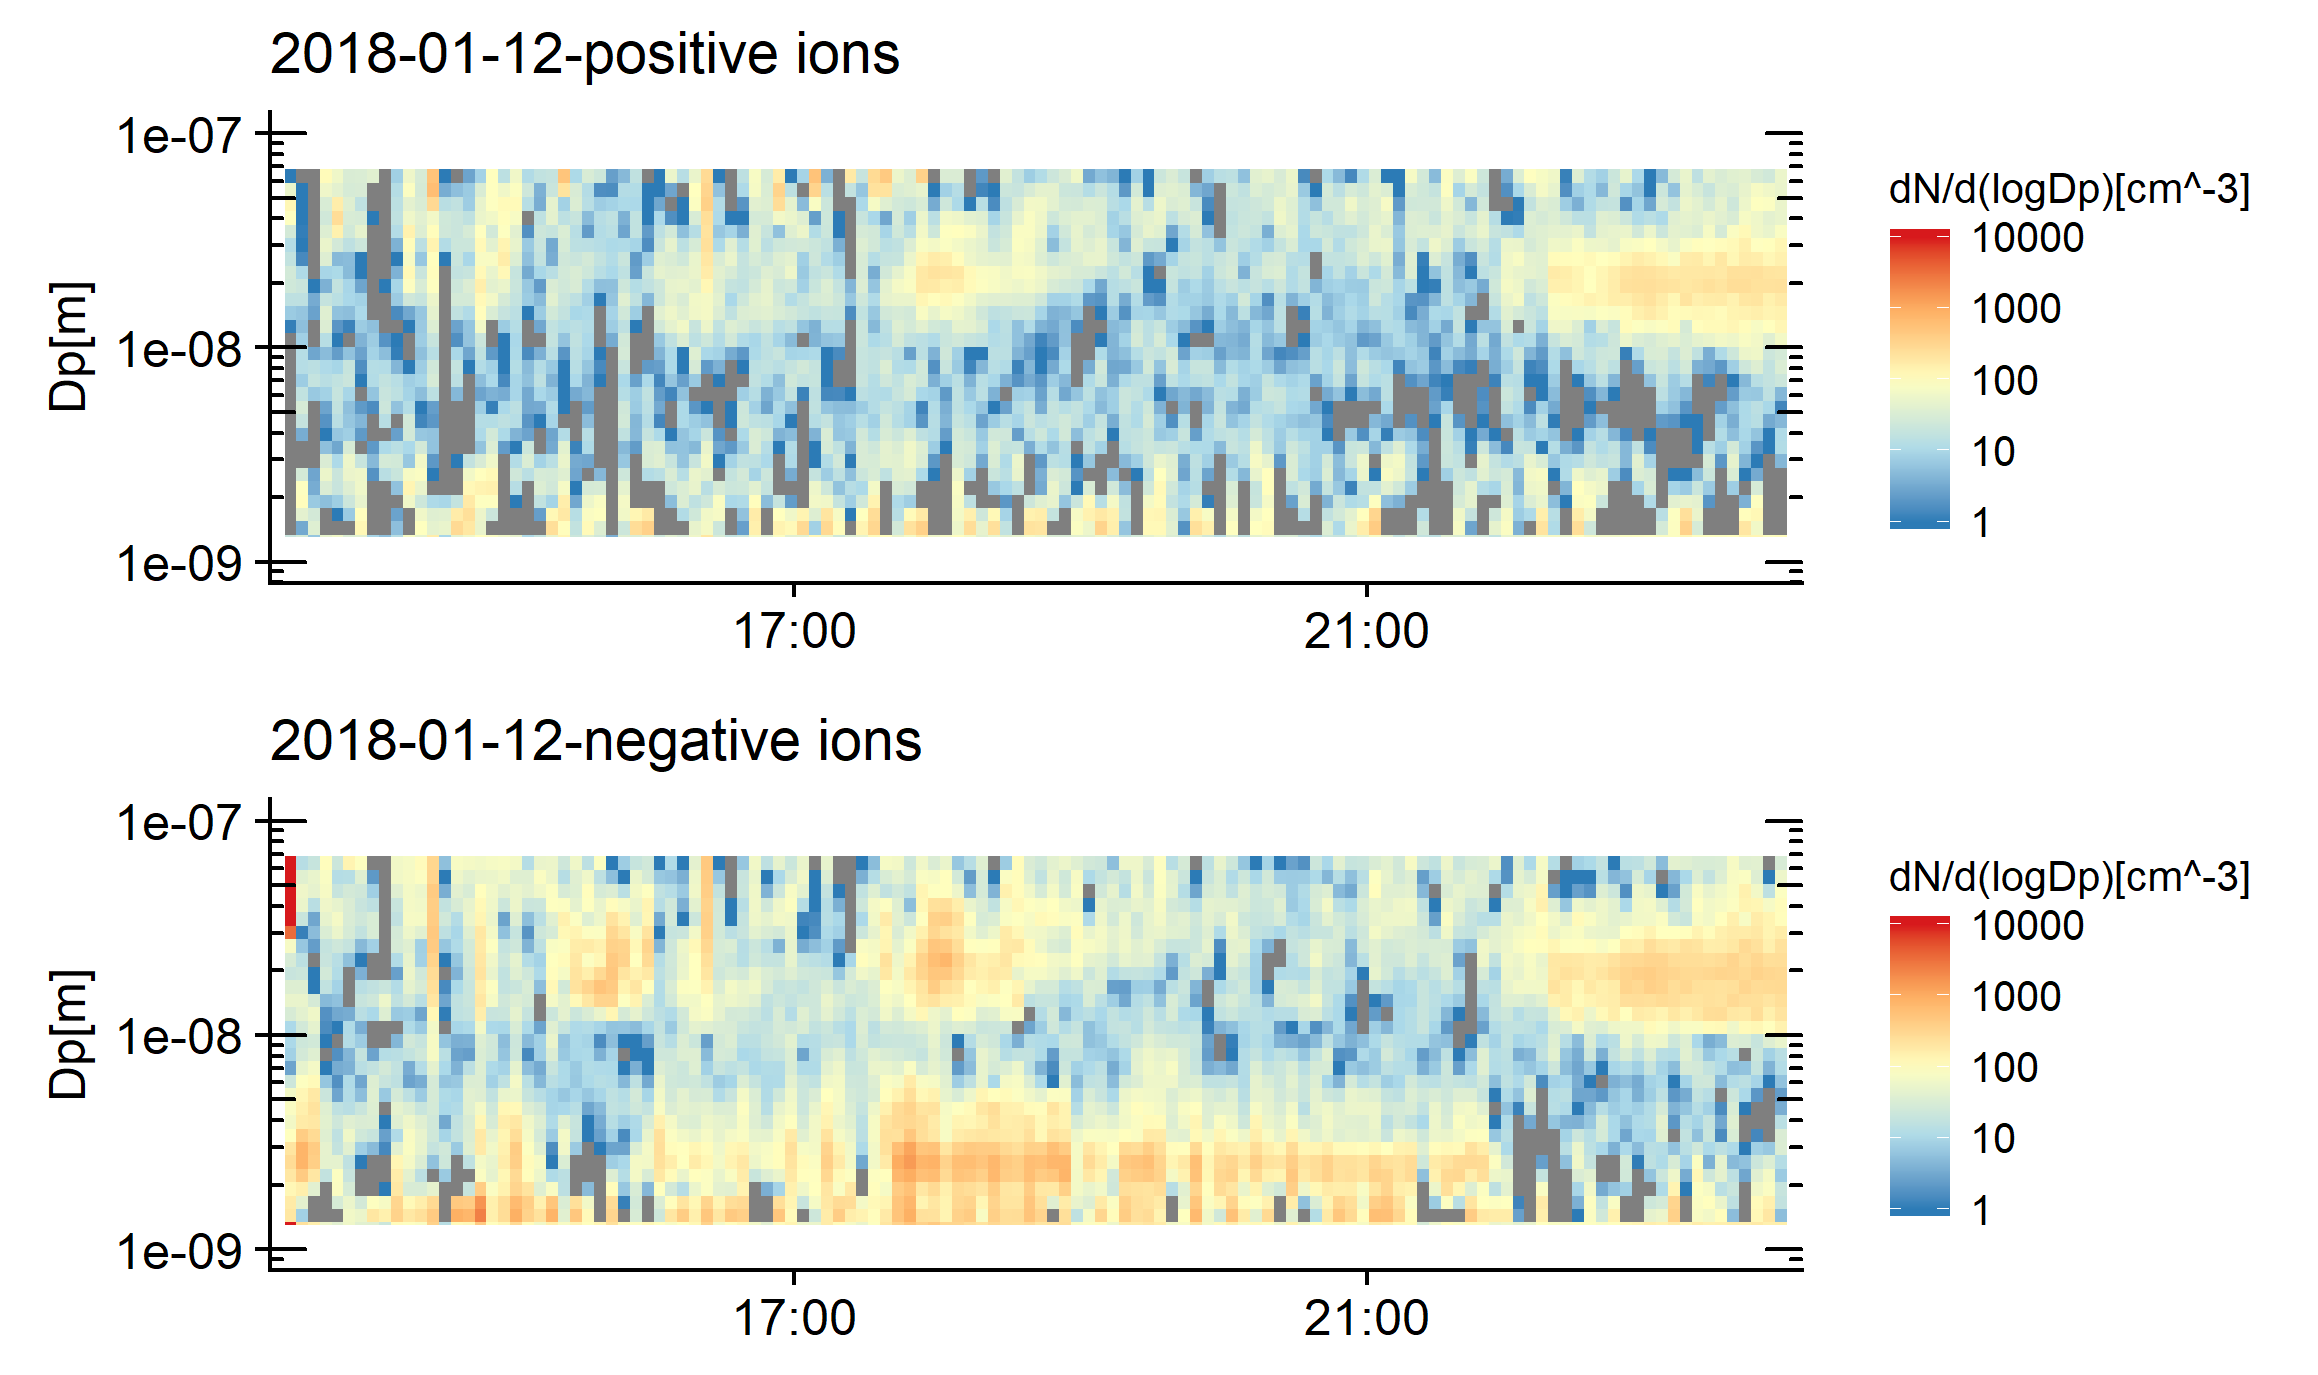 2018-01-12-positive ions
1e-07
1e-08
1e-09
Dp[m]
17:00
21:00
dN/d(logDp)[cm^-3]
10000
1000
100
10
1
2018-01-12-negative ions
1e-07
1e-08
1e-09
Dp[m]
17:00
21:00
dN/d(logDp)[cm^-3]
10000
1000
100
10
1